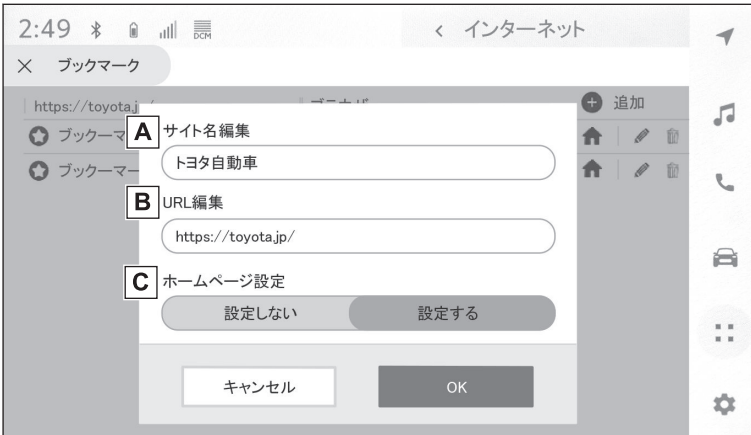 2:49 DCM < インターネット
× ブックマーク
https://toyota.j
追加
ブックーマ
ブックーマー
A サイト名編集
トヨタ自動車
B URL編集
https://toyota.jp/
C ホームページ設定
設定しない 設定する
キャンセル OK